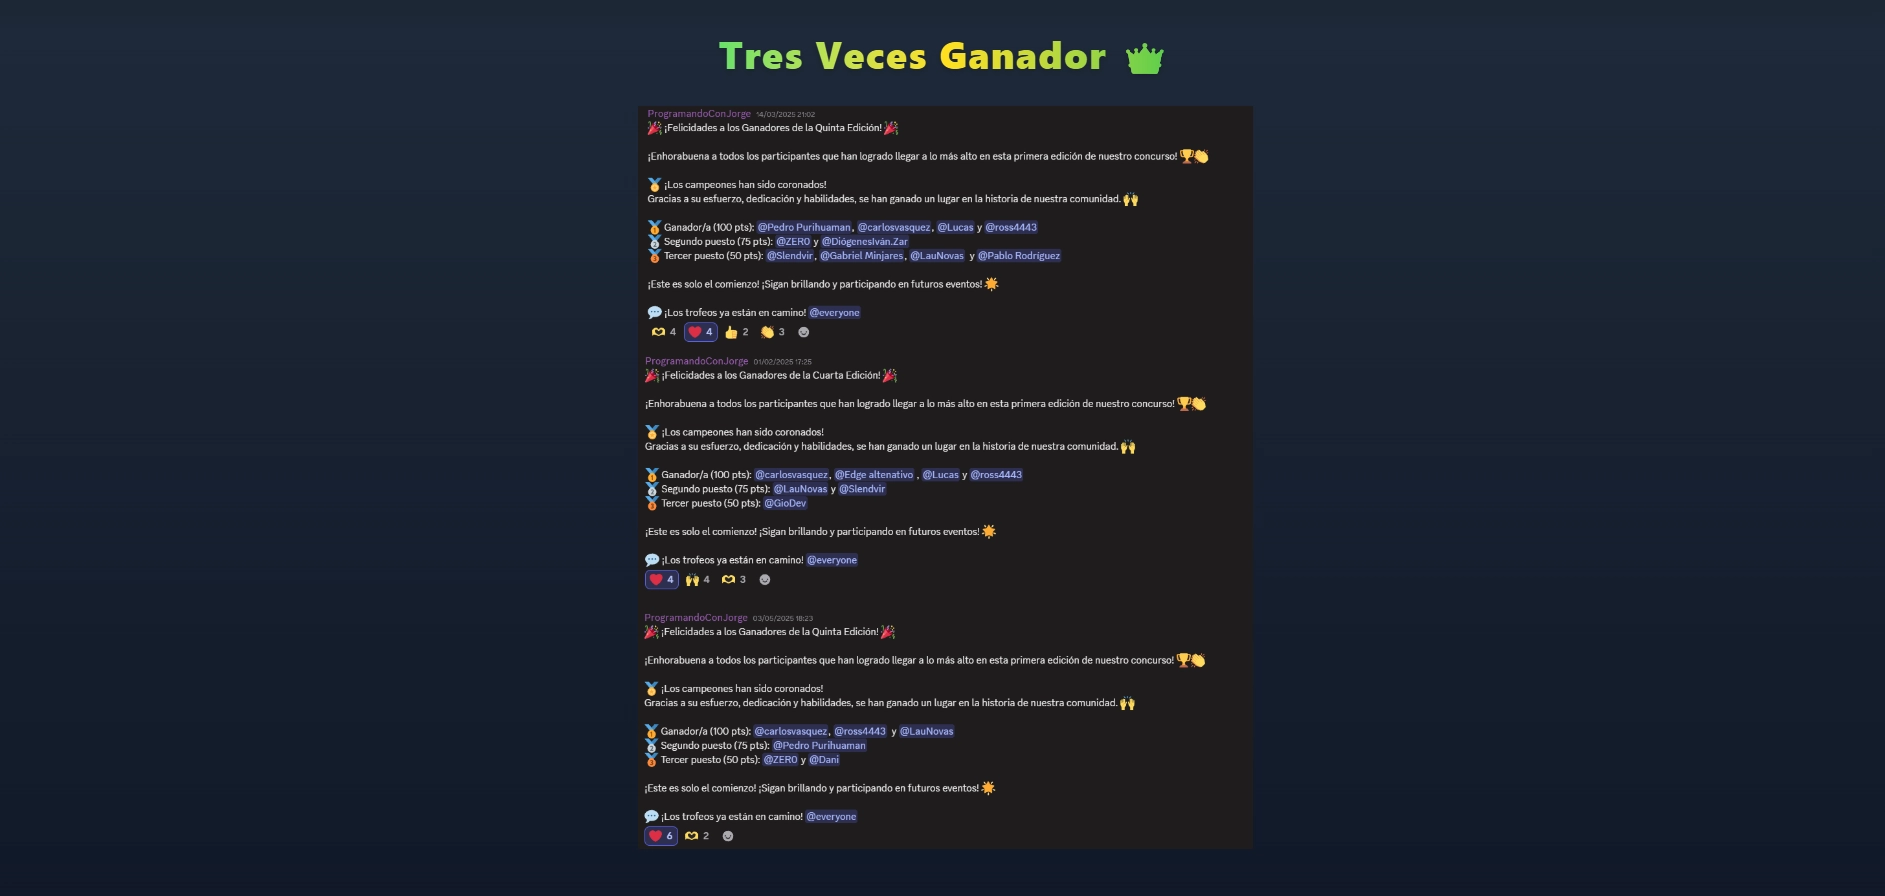 Tres Veces Ganador
ProgramandoConJorge 14/03/2025 21:02
¡Felicidades a los Ganadores de la Quinta Edición!
¡Enhorabuena a todos los participantes que han logrado llegar a lo más alto en esta primera edición de nuestro concurso!
¡Los campeones han sido coronados!
Gracias a su esfuerzo, dedicación y habilidades, se han ganado un lugar en la historia de nuestra comunidad.
Ganador/a (100 pts): @Pedro Purihuaman, @carlosvasquez, @Lucas y @ross4443
Segundo puesto (75 pts): @ZER0 y @DiógenesIván.Zar
Tercer puesto (50 pts): @Slendvir, @Gabriel Minjares, @LauNovas y @Pablo Rodríguez
¡Este es solo el comienzo! ¡Sigan brillando y participando en futuros eventos!
¡Los trofeos ya están en camino! @everyone
4 4 2 3
ProgramandoConJorge 01/02/2025 17:25
¡Felicidades a los Ganadores de la Cuarta Edición!
¡Enhorabuena a todos los participantes que han logrado llegar a lo más alto en esta primera edición de nuestro concurso!
¡Los campeones han sido coronados!
Gracias a su esfuerzo, dedicación y habilidades, se han ganado un lugar en la historia de nuestra comunidad.
Ganador/a (100 pts): @carlosvasquez, @Edge altenativo , @Lucas y @ross4443
Segundo puesto (75 pts): @LauNovas y @Slendvir
Tercer puesto (50 pts): @GioDev
¡Este es solo el comienzo! ¡Sigan brillando y participando en futuros eventos!
¡Los trofeos ya están en camino! @everyone
4 4 3
ProgramandoConJorge 03/05/2025 18:23
¡Felicidades a los Ganadores de la Quinta Edición!
¡Enhorabuena a todos los participantes que han logrado llegar a lo más alto en esta primera edición de nuestro concurso!
¡Los campeones han sido coronados!
Gracias a su esfuerzo, dedicación y habilidades, se han ganado un lugar en la historia de nuestra comunidad.
Ganador/a (100 pts): @carlosvasquez, @ross4443 y @LauNovas
Segundo puesto (75 pts): @Pedro Purihuaman
Tercer puesto (50 pts): @ZER0 y @Dani
¡Este es solo el comienzo! ¡Sigan brillando y participando en futuros eventos!
¡Los trofeos ya están en camino! @everyone
6 2